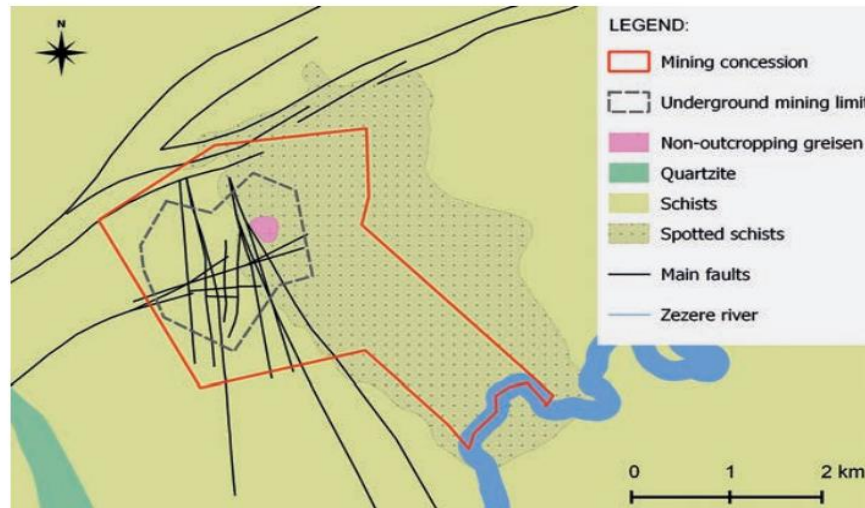 N
LEGEND:
Mining concession
Underground mining limit
Non-outcropping greisen
Quartzite
Schists
Spotted schists
Main faults
Zezere river
0 1 2 km